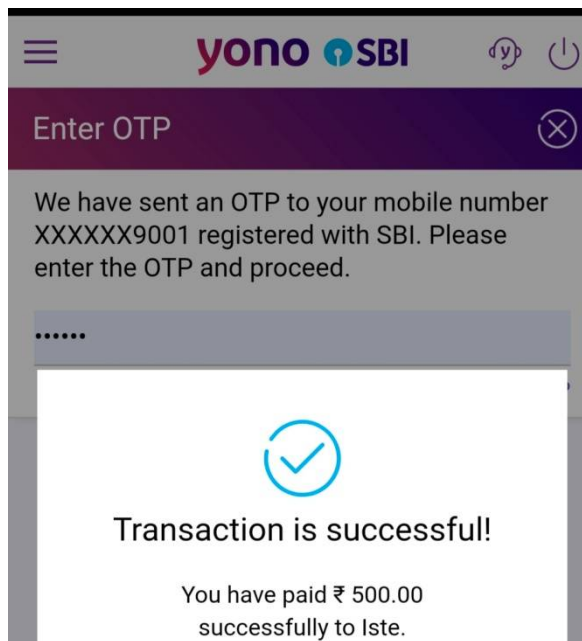 yono SBI
Enter OTP
We have sent an OTP to your mobile number
XXXXXX9001 registered with SBI. Please
enter the OTP and proceed.
••••••
Transaction is successful!
You have paid ₹ 500.00
successfully to Iste.